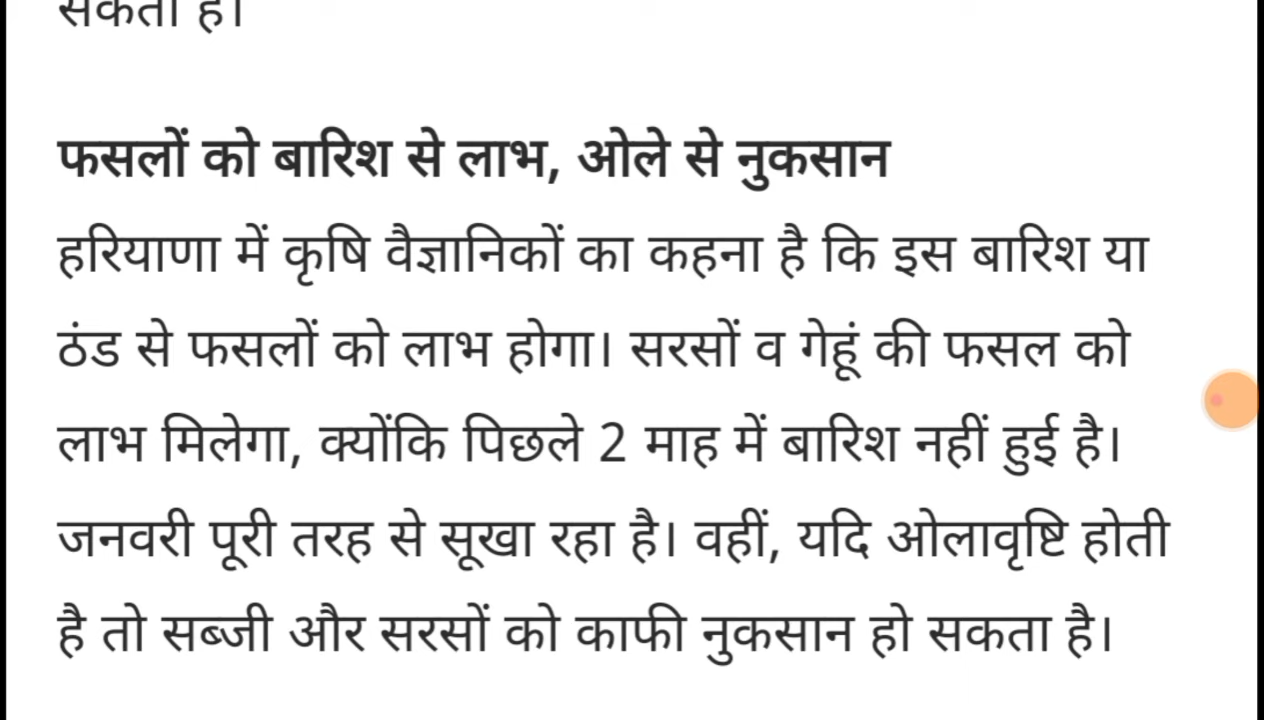 सकता है।
फसलों को बारिश से लाभ, ओले से नुकसान
हरियाणा में कृषि वैज्ञानिकों का कहना है कि इस बारिश या
ठंड से फसलों को लाभ होगा। सरसों व गेहूं की फसल को
लाभ मिलेगा, क्योंकि पिछले 2 माह में बारिश नहीं हुई है।
जनवरी पूरी तरह से सूखा रहा है। वहीं, यदि ओलावृष्टि होती
है तो सब्जी और सरसों को काफी नुकसान हो सकता है।